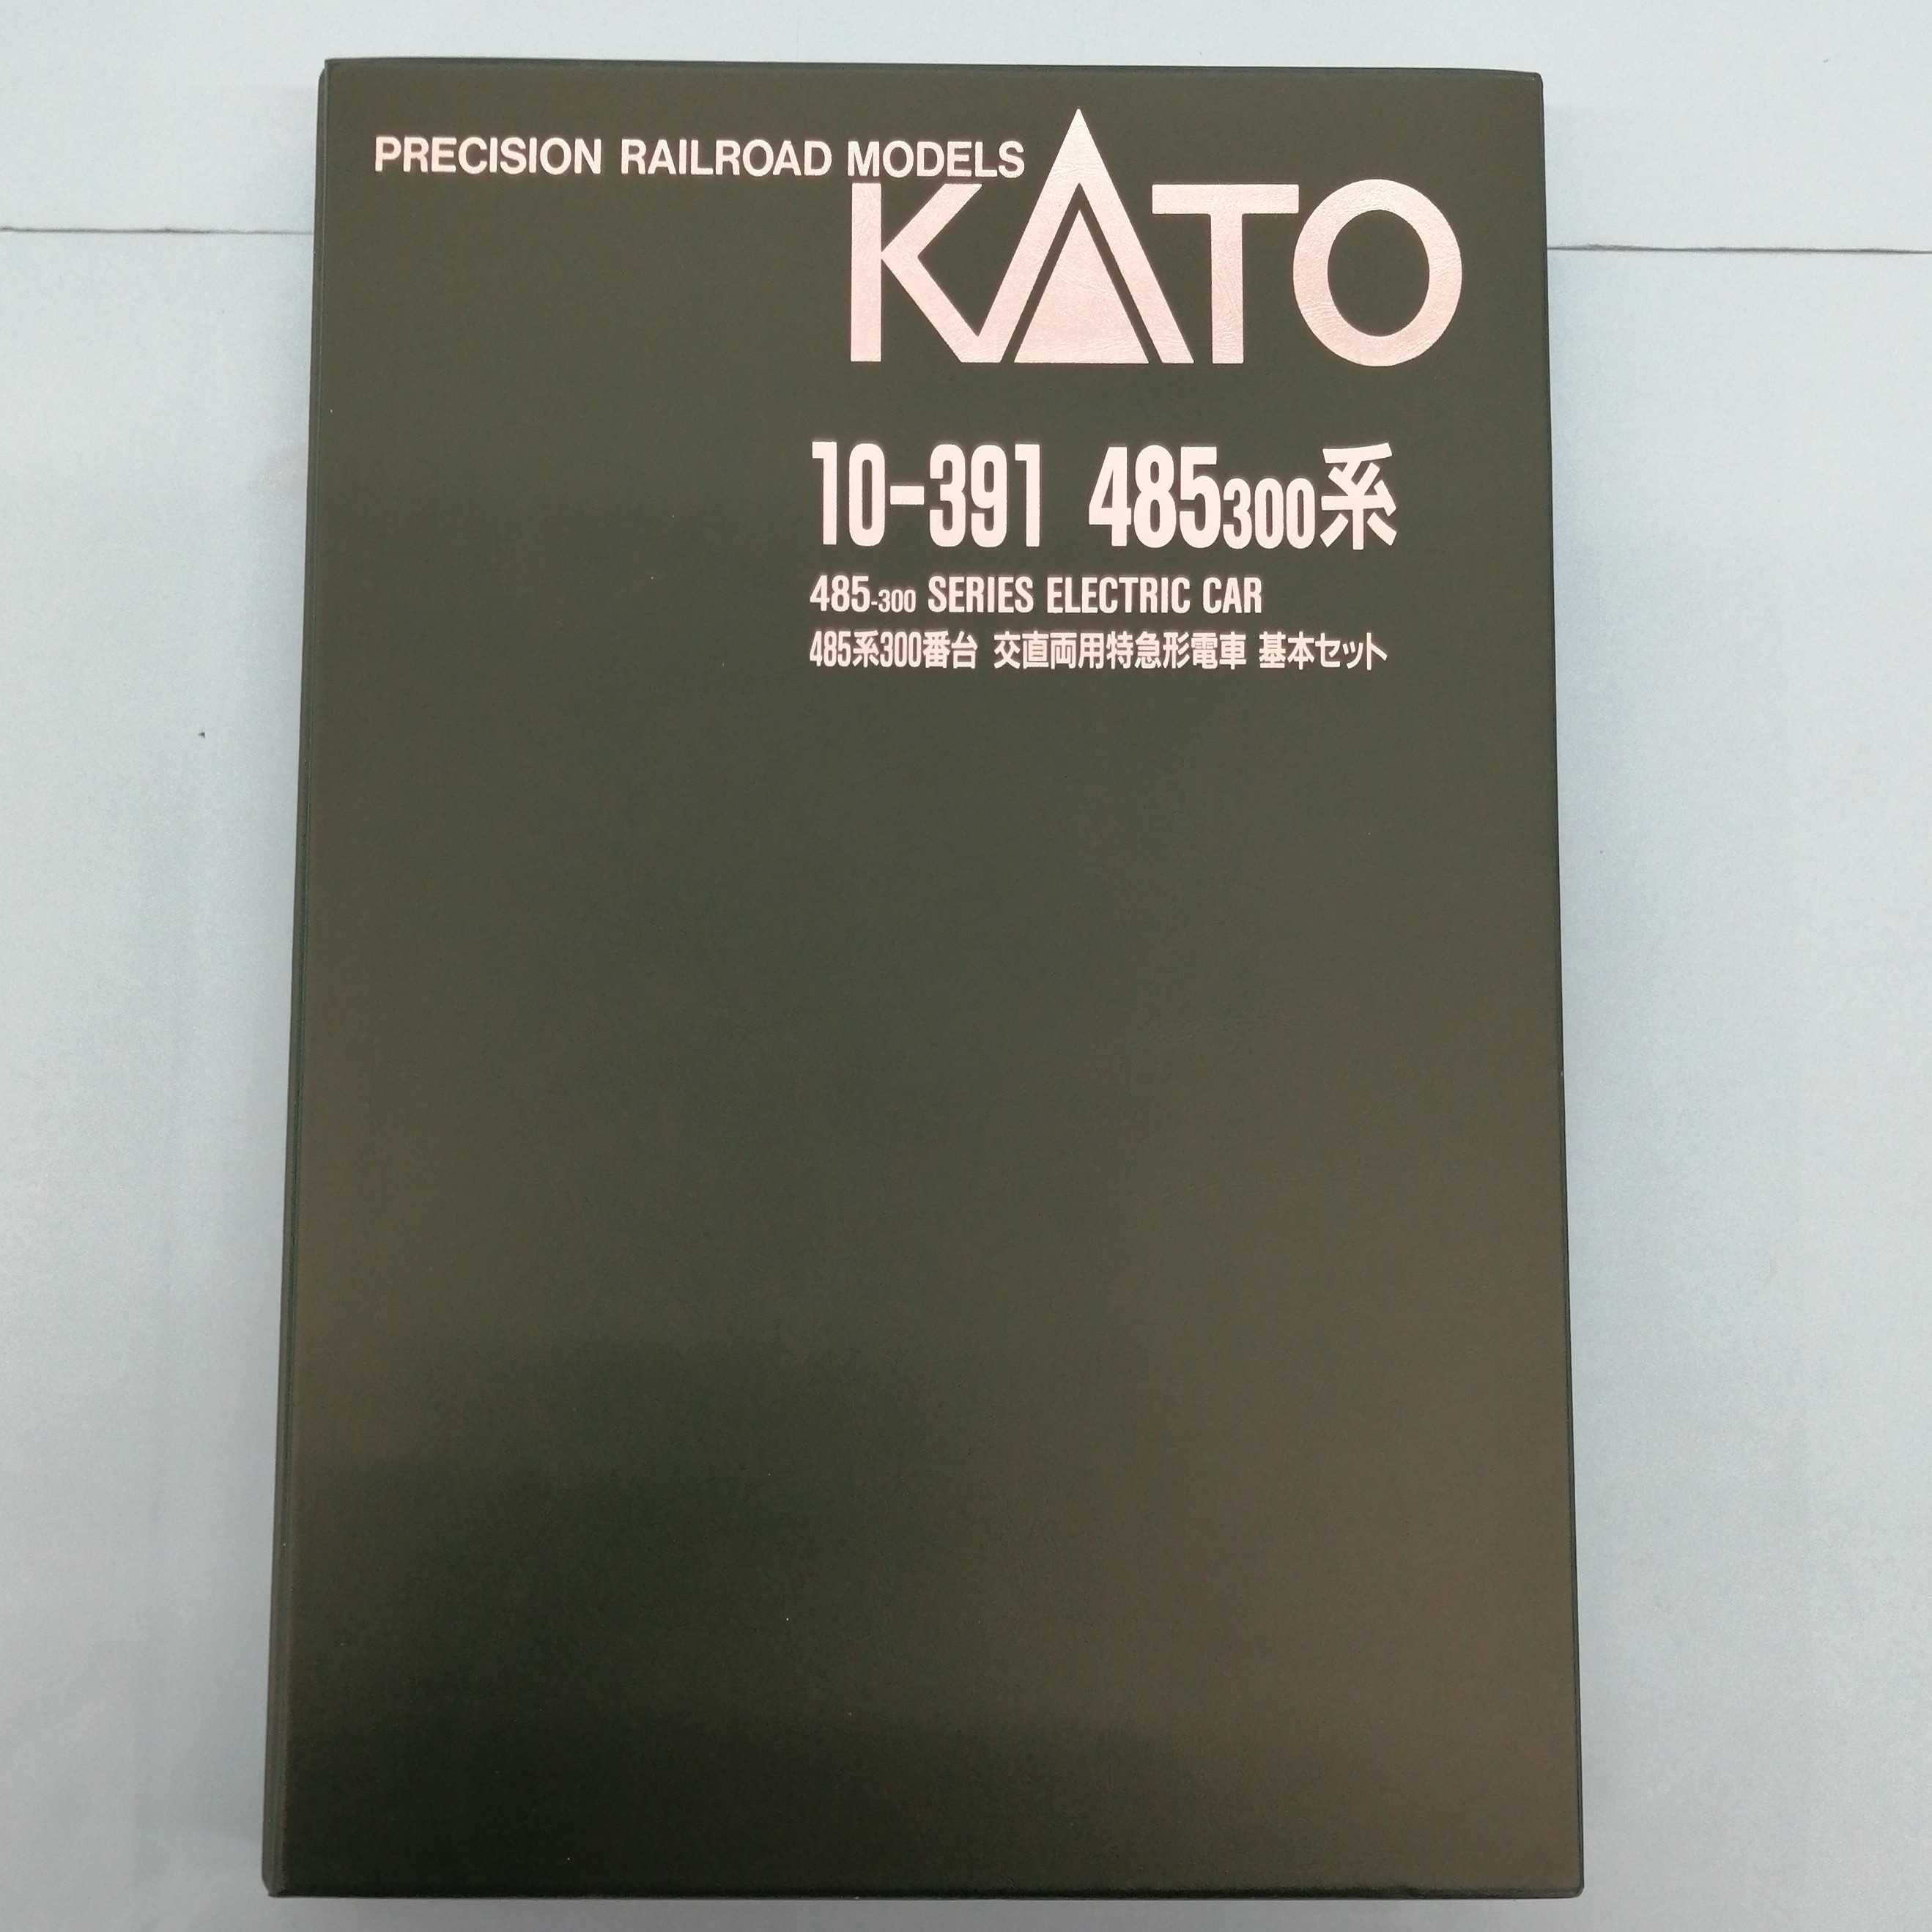 PRECISION RAILROAD MODELS
KATO
10-391 485300系
485-300 SERIES ELECTRIC CAR
485系300番台 交直両用特急形電車 基本セット